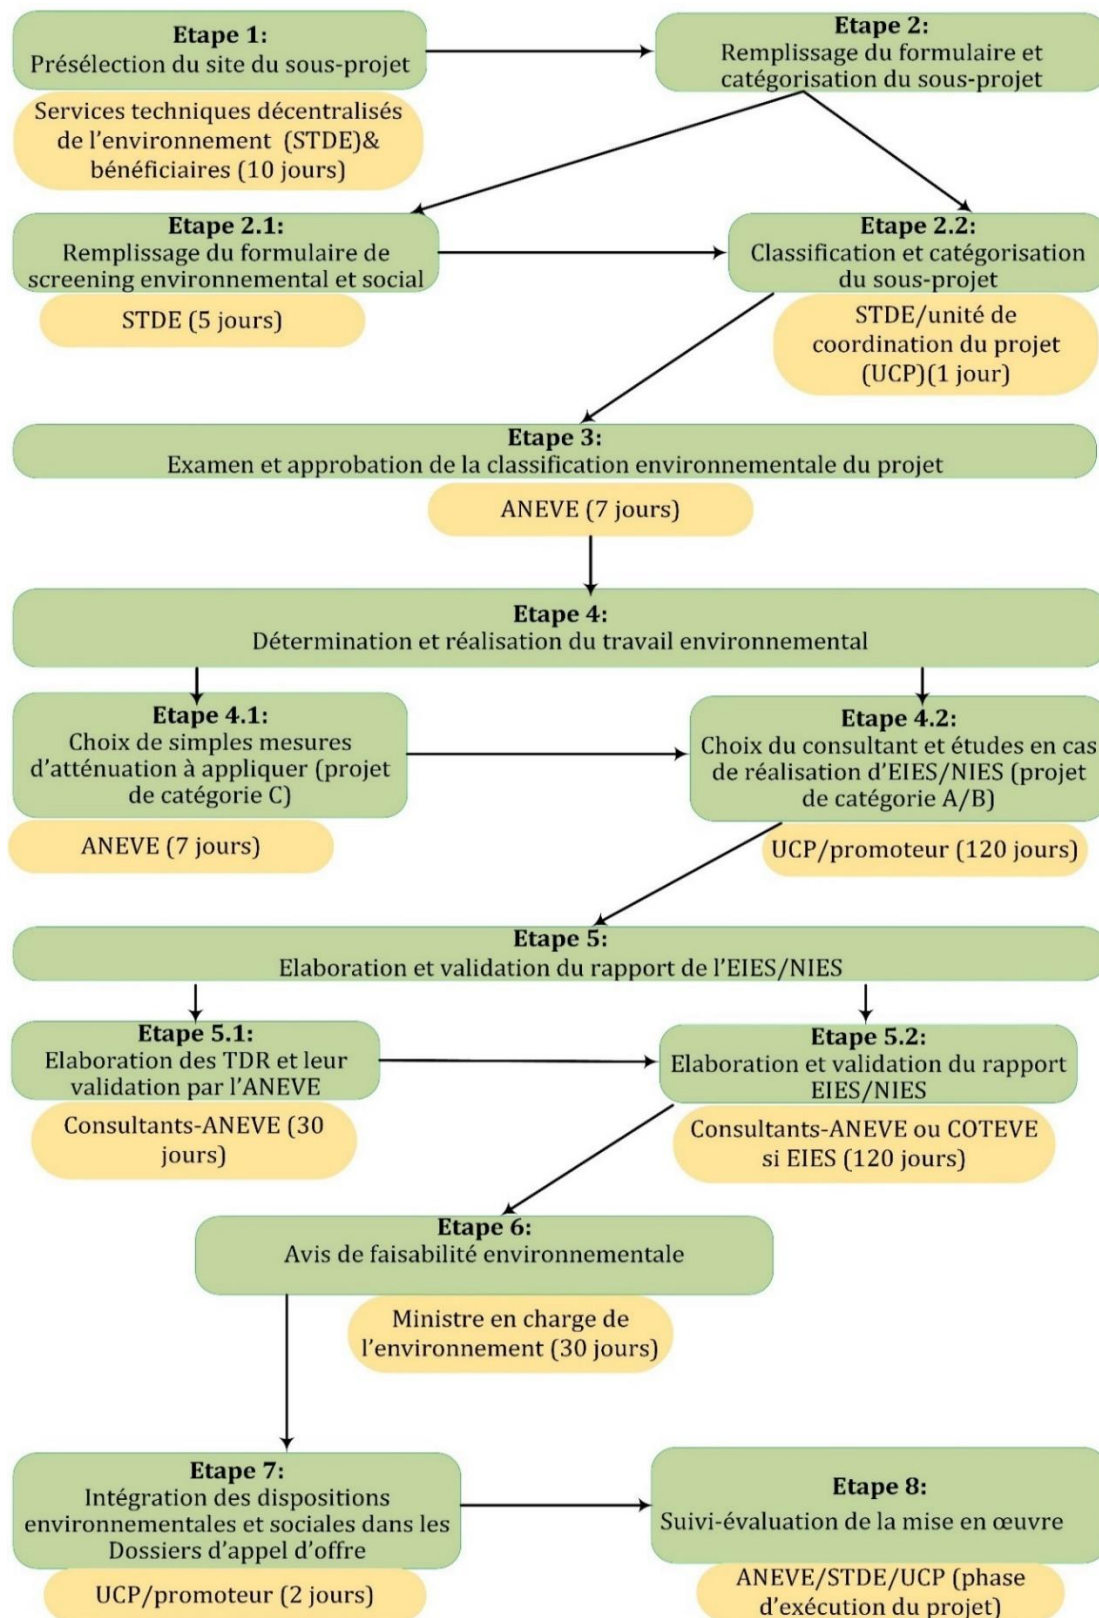 Etape 1:
Présélection du site du sous-projet
Services techniques décentralisés
de l'environnement (STDE)&
bénéficiaires (10 jours)
Etape 2:
Remplissage du formulaire et
catégorisation du sous-projet
Etape 2.1:
Remplissage du formulaire de
screening environnemental et social
STDE (5 jours)
Etape 2.2:
Classification et catégorisation
du sous-projet
STDE/unité de
coordination du projet
(UCP)(1 jour)
Etape 3:
Examen et approbation de la classification environnementale du projet
ANEVE (7 jours)
Etape 4:
Détermination et réalisation du travail environnemental
Etape 4.1:
Choix de simples mesures
d'atténuation à appliquer (projet
de catégorie C)
ANEVE (7 jours)
Etape 4.2:
Choix du consultant et études en cas
de réalisation d'EIES/NIES (projet
de catégorie A/B)
UCP/promoteur (120 jours)
Etape 5:
Elaboration et validation du rapport de l'EIES/NIES
Etape 5.1:
Elaboration des TDR et leur
validation par l'ANEVE
Consultants-ANEVE (30
jours)
Etape 5.2:
Elaboration et validation du rapport
EIES/NIES
Consultants-ANEVE ou COTEVE
si EIES (120 jours)
Etape 6:
Avis de faisabilité environnementale
Ministre en charge de
l'environnement (30 jours)
Etape 7:
Intégration des dispositions
environnementales et sociales dans les
Dossiers d'appel d'offre
UCP/promoteur (2 jours)
Etape 8:
Suivi-évaluation de la mise en œuvre
ANEVE/STDE/UCP (phase
d'exécution du projet)